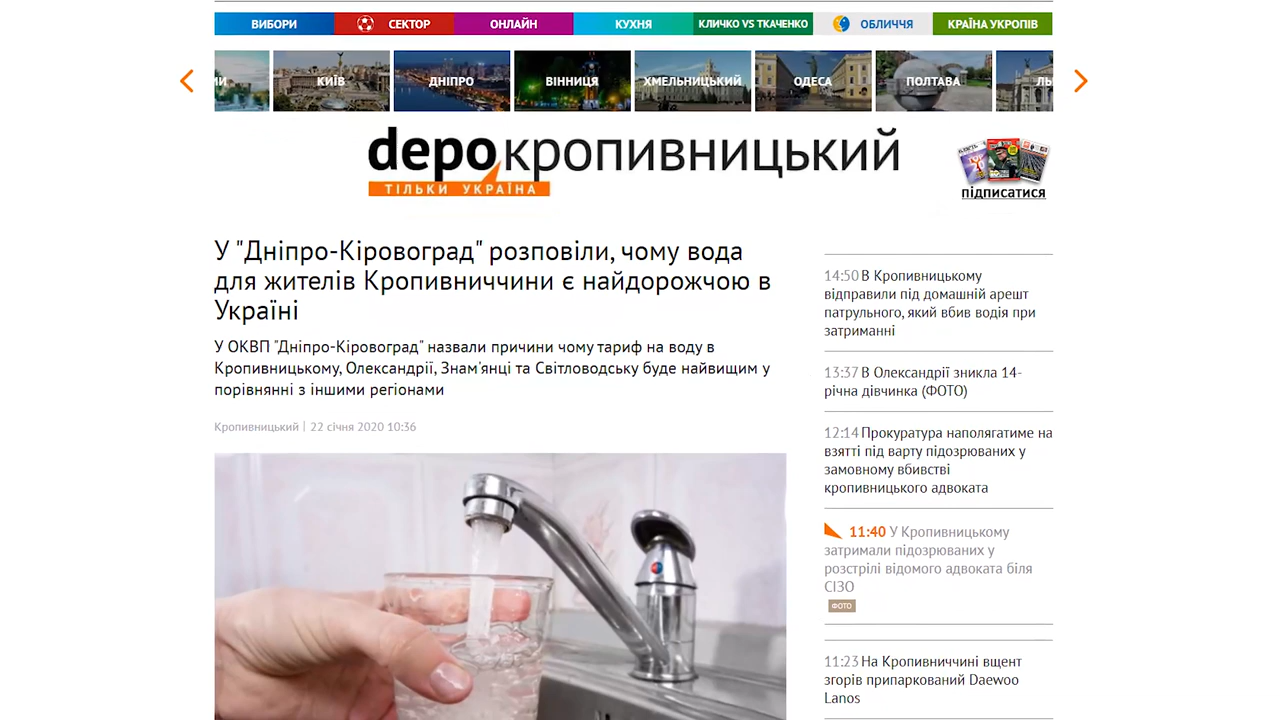 ВИБОРИ
СЕКТОР
ОНЛАЙН
КУХНЯ
КЛИЧКО VS ТКАЧЕНКО
ОБЛИЧЧЯ
КРАЇНА УКРОПІВ
КИЇВ
ДНІПРО
ВІННИЦЯ
ХМЕЛЬНИЦЬКИЙ
ОДЕСА
ПОЛТАВА
depo кропивницький
ТІЛЬКИ УКРАЇНА
підписатися
У "Дніпро-Кіровоград" розповіли, чому вода
для жителів Кропивниччини є найдорожчою в
Україні
У ОКВП "Дніпро-Кіровоград" назвали причини чому тариф на воду в
Кропивницькому, Олександрії, Знам'янці та Світловодську буде найвищим у
порівнянні з іншими регіонами
Кропивницький | 22 січня 2020 10:36
14:50 В Кропивницькому
відправили під домашній арешт
патрульного, який вбив водія при
затриманні
13:37 В Олександрії зникла 14-
річна дівчинка (ФОТО)
12:14 Прокуратура наполягатиме на
взятті під варту підозрюваних у
замовному вбивстві
кропивницького адвоката
11:40 У Кропивницькому
затримали підозрюваних у
розстрілі відомого адвоката біля
СІЗО
ФОТО
11:23 На Кропивниччині вщент
згорів припаркований Daewoo
Lanos